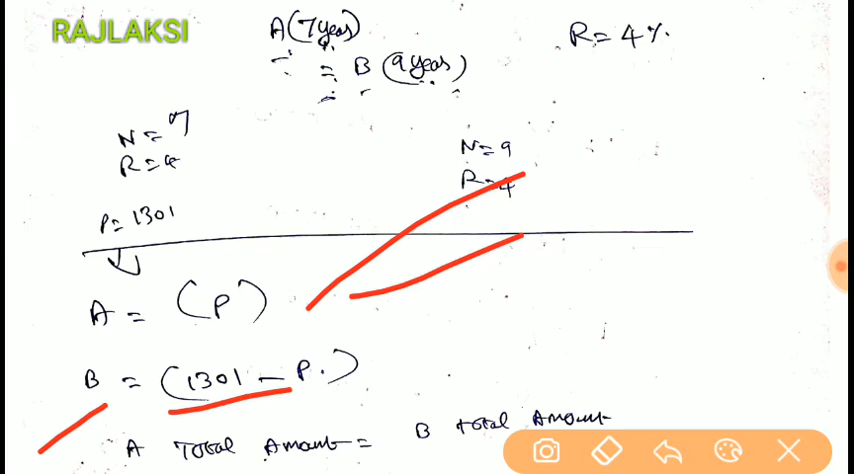 RAJLAKSI
A (7 years)
R = 4%
= B (9 years)
N = 7
R = 4
N = 9
R = 4
P = 1301
A = (P)
B = (1301 - P.)
A Total Amount = B total Amount